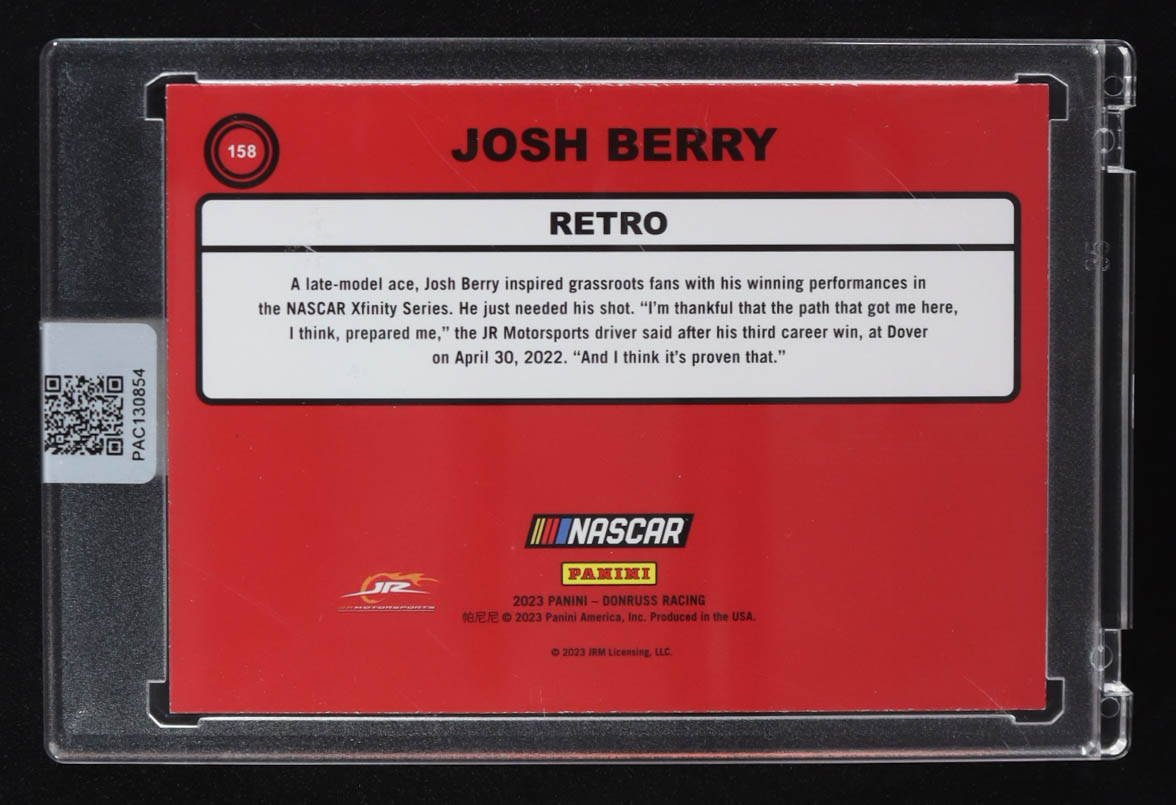 158
JOSH BERRY
RETRO
A late-model ace, Josh Berry inspired grassroots fans with his winning performances in
the NASCAR Xfinity Series. He just needed his shot. “I’m thankful that the path that got me here,
I think, prepared me,” the JR Motorsports driver said after his third career win, at Dover
on April 30, 2022. “And I think it’s proven that.”
PAC130854
NASCAR
PANINI
JR
JR MOTORSPORTS
2023 PANINI – DONRUSS RACING
帕尼尼 © 2023 Panini America, Inc. Produced in the USA.
© 2023 JRM Licensing, LLC.